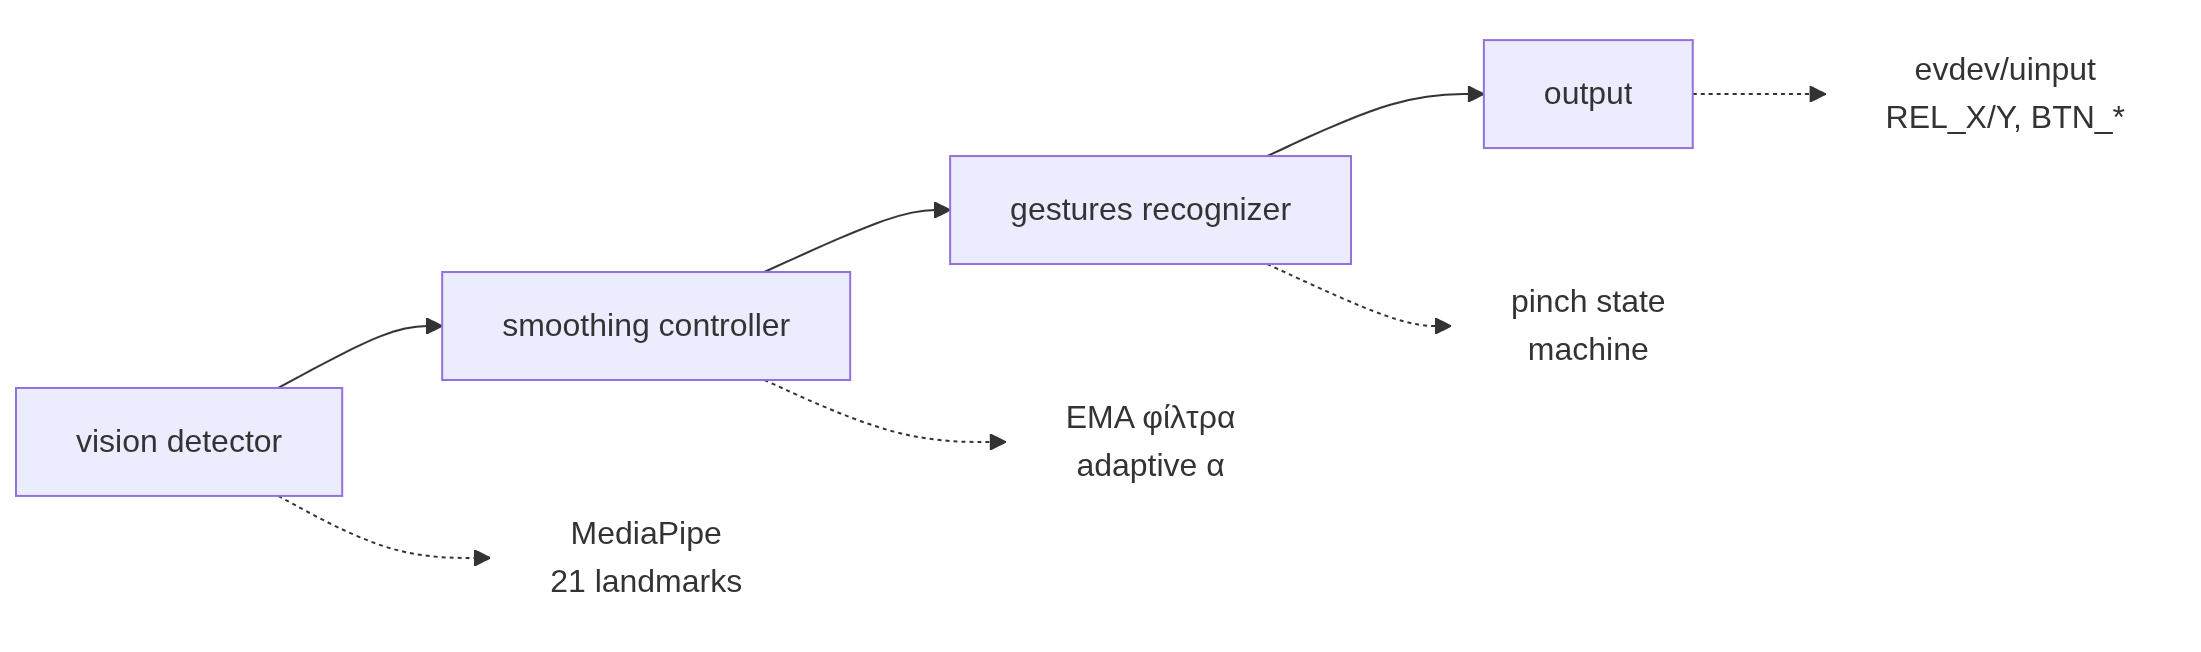 vision detector
MediaPipe
21 landmarks
smoothing controller
EMA φίλτρα
adaptive α
gestures recognizer
pinch state
machine
output
evdev/uinput
REL_X/Y, BTN_*